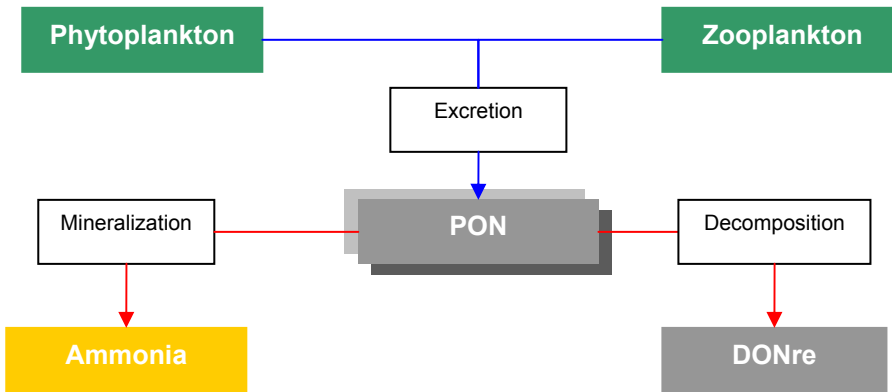 Phytoplankton
Zooplankton
Excretion
Mineralization
PON
Decomposition
Ammonia
DONre